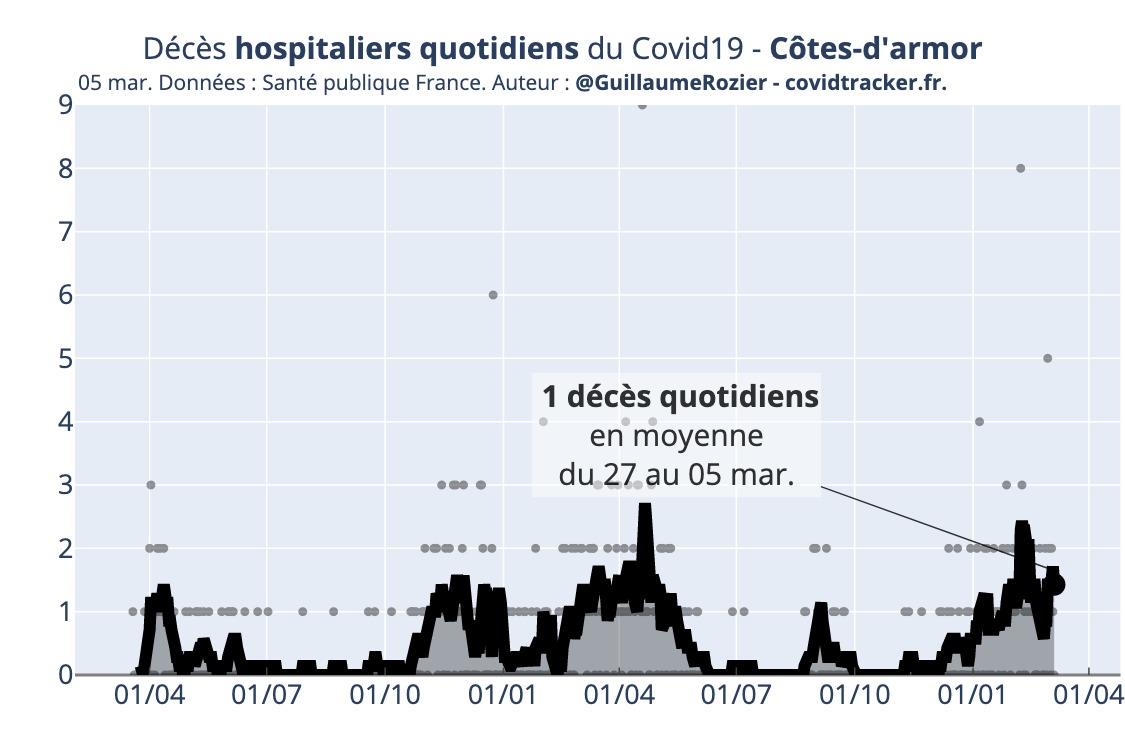 Décès hospitaliers quotidiens du Covid19 - Côtes-d'armor
05 mar. Données : Santé publique France. Auteur : @GuillaumeRozier - covidtracker.fr.
9
8
7
6
5
4
3
2
1
0
1 décès quotidiens
en moyenne
du 27 au 05 mar.
01/04 01/07 01/10 01/01 01/04 01/07 01/10 01/01 01/04